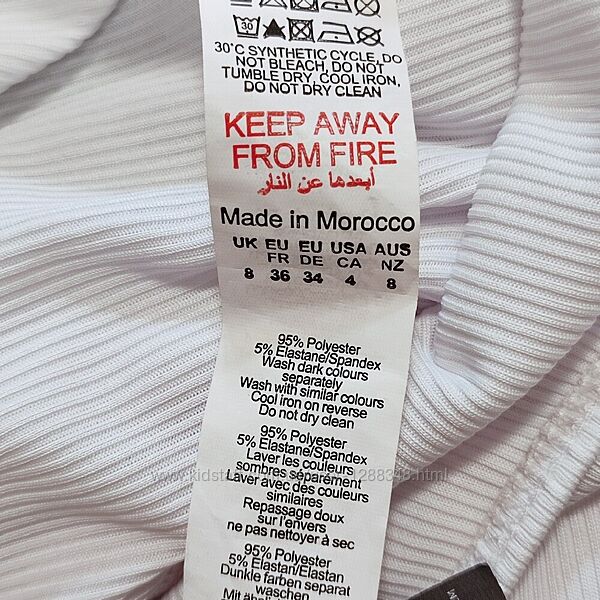 30
30°C SYNTHETIC CYCLE, DO
NOT BLEACH, DO NOT
TUMBLE DRY, COOL IRON,
DO NOT DRY CLEAN
KEEP AWAY
FROM FIRE
أبعدها عن النار
Made in Morocco
UK EU EU USA AUS
FR DE CA NZ
8 36 34 4 8
95% Polyester
5% Elastane/Spandex
Wash dark colours
separately
Wash with similar colours
Cool iron on reverse
Do not dry clean
95% Polyester
5% Elastane/Spandex
Laver les couleurs
sombres séparément
Laver avec des couleurs
similaires
Repassage doux
sur l'envers
ne pas nettoyer à sec
95% Polyester
5% Elastan/Elastan
Dunkle farben separat
waschen